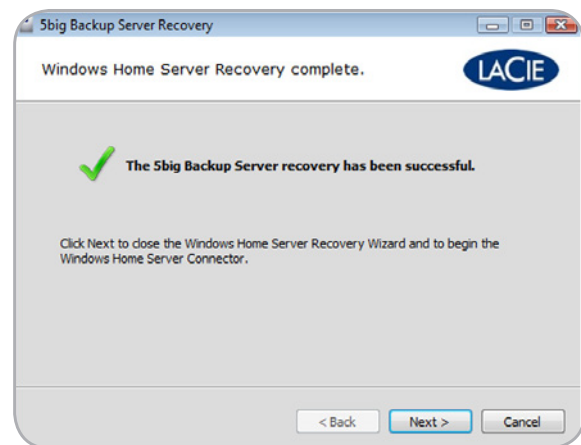 5big Backup Server Recovery
Windows Home Server Recovery complete.
LACIE
The 5big Backup Server recovery has been successful.
Click Next to close the Windows Home Server Recovery Wizard and to begin the
Windows Home Server Connector.
< Back Next > Cancel